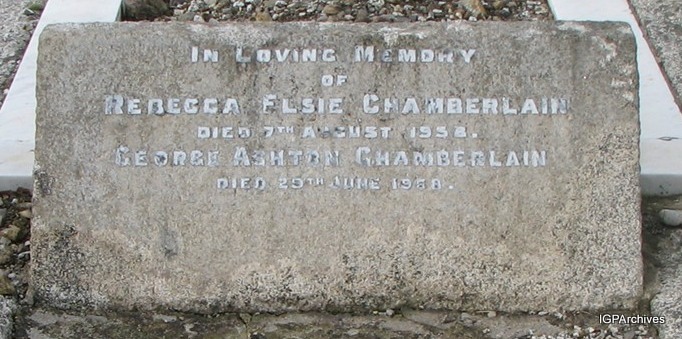 In Loving Memory
of
Rebecca Elsie Chamberlain
died 7th August 1958.
George Ashton Chamberlain
died 29th June 1968.
IGPArchives